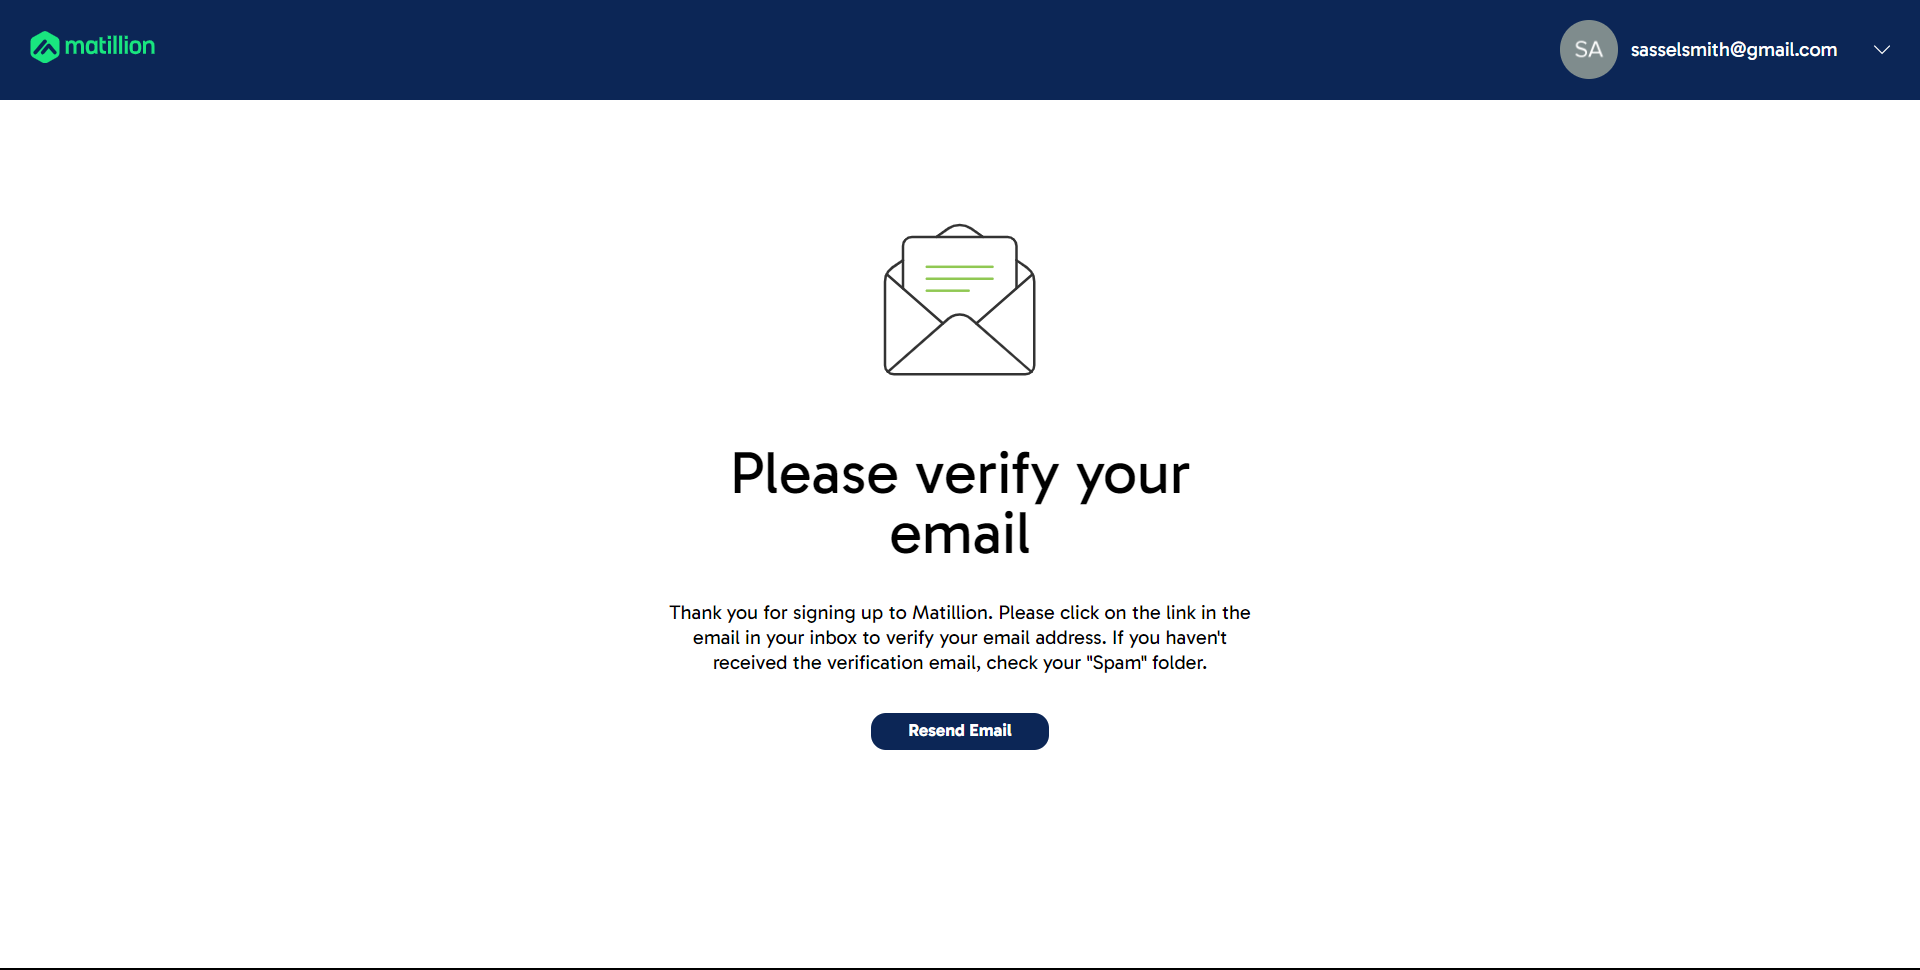 matillion
SA
sasselsmith@gmail.com
Please verify your
email
Thank you for signing up to Matillion. Please click on the link in the
email in your inbox to verify your email address. If you haven't
received the verification email, check your "Spam" folder.
Resend Email